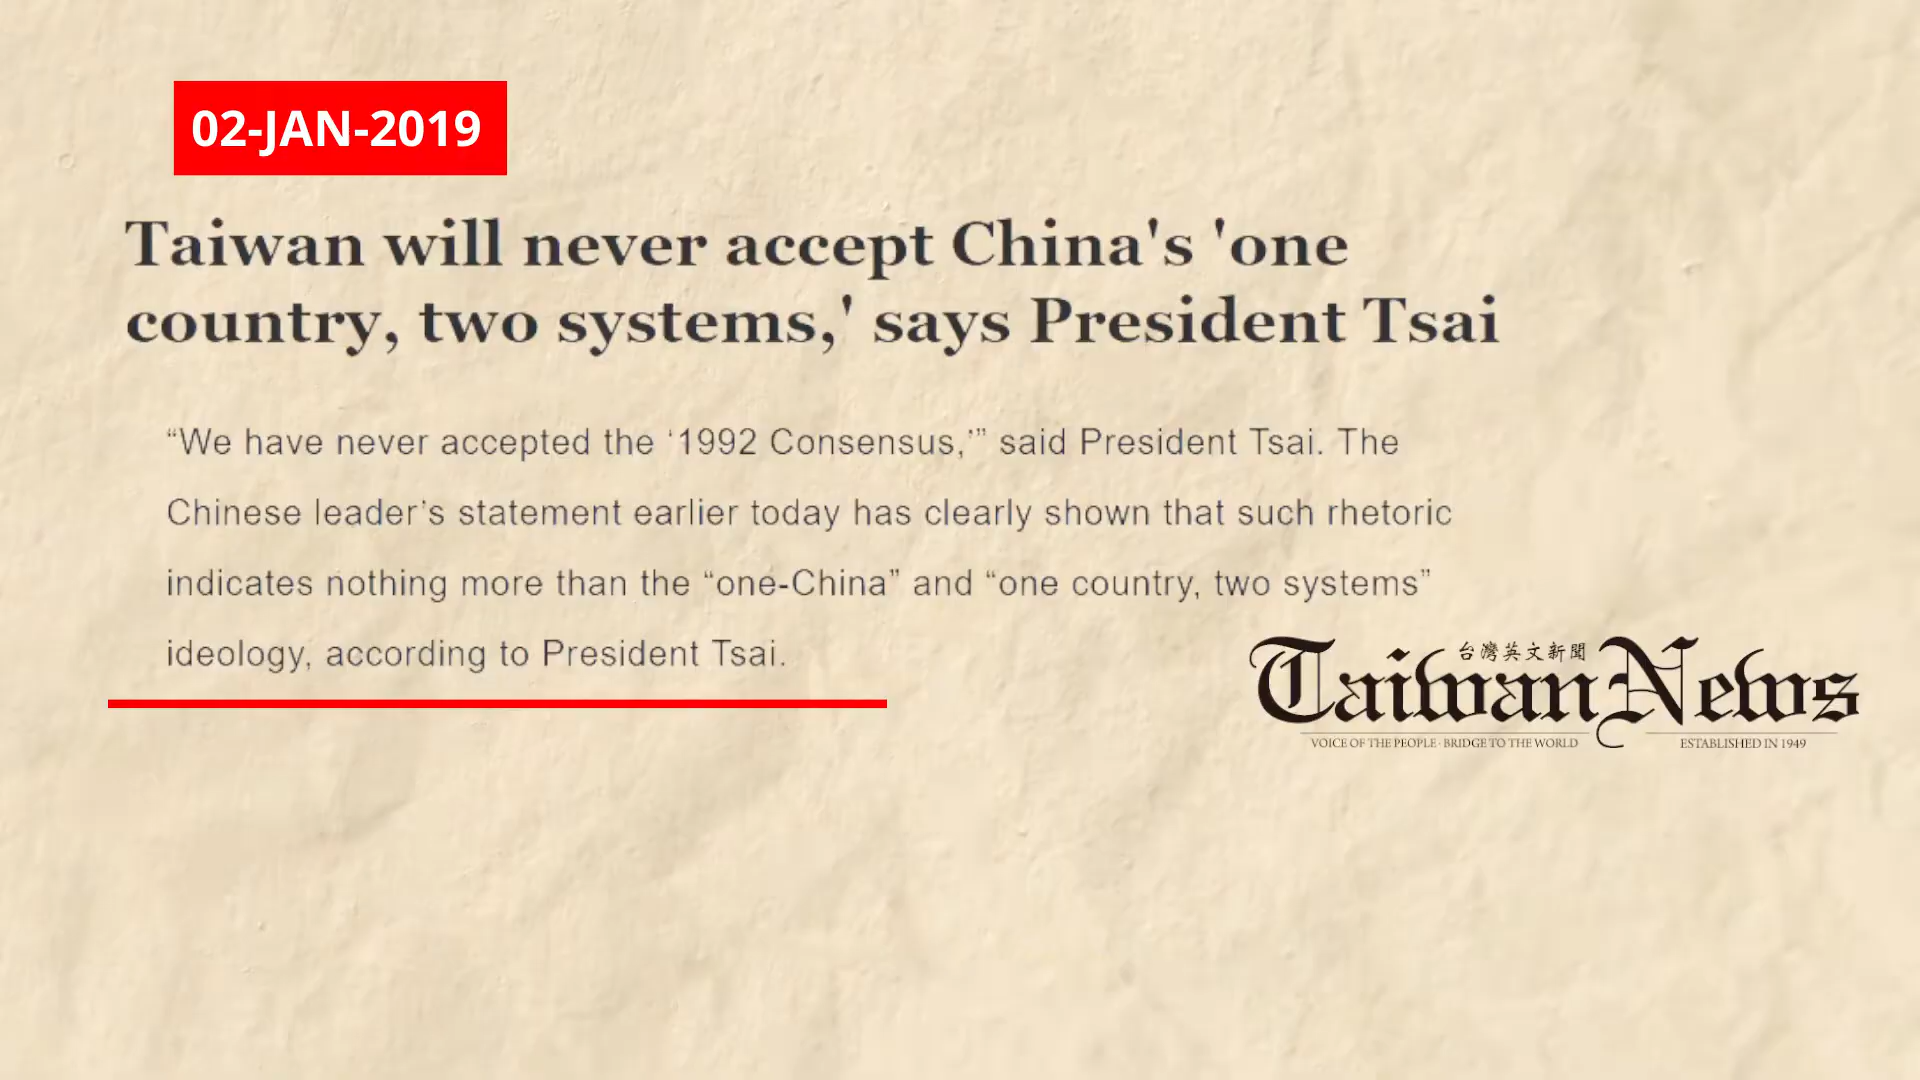 02-JAN-2019
Taiwan will never accept China's 'one
country, two systems,' says President Tsai
“We have never accepted the ‘1992 Consensus,’” said President Tsai. The
Chinese leader’s statement earlier today has clearly shown that such rhetoric
indicates nothing more than the “one-China” and “one country, two systems”
ideology, according to President Tsai.
台灣英文新聞
Taiwan News
VOICE OF THE PEOPLE · BRIDGE TO THE WORLD
ESTABLISHED IN 1949